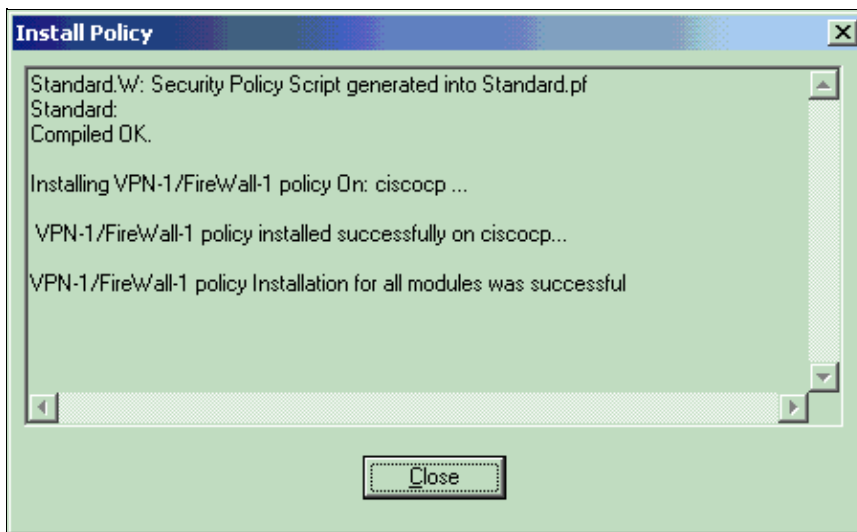 Install Policy
Standard.W: Security Policy Script generated into Standard.pf
Standard:
Compiled OK.
Installing VPN-1/FireWall-1 policy On: ciscocp ...
VPN-1/FireWall-1 policy installed successfully on ciscocp...
VPN-1/FireWall-1 policy Installation for all modules was successful
Close